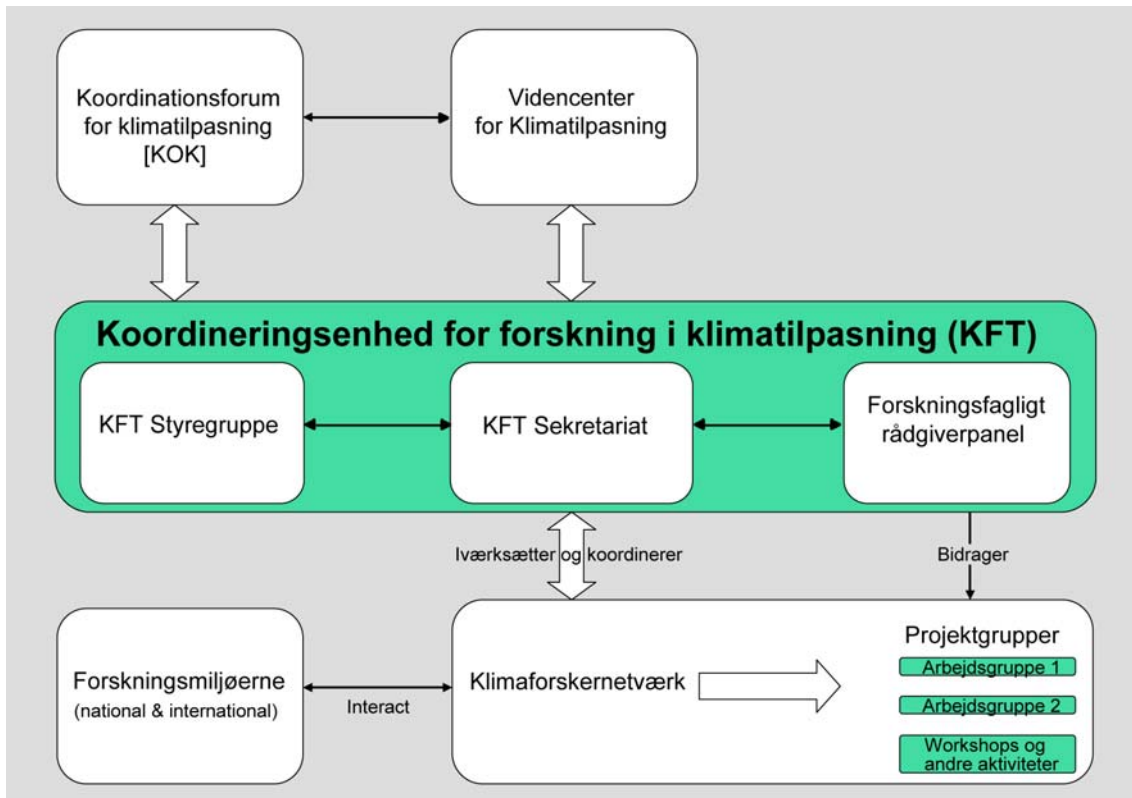 Koordinationsforum
for klimatilpasning
[KOK]
Videncenter
for Klimatilpasning
Koordineringsenhed for forskning i klimatilpasning (KFT)
KFT Styregruppe
KFT Sekretariat
Forskningsfagligt
rådgiverpanel
Iværksætter og koordinerer
Bidrager
Forskningsmiljøerne
(national & international)
Interact
Klimaforskernetværk
Projektgrupper
Arbejdsgruppe 1
Arbejdsgruppe 2
Workshops og
andre aktiviteter